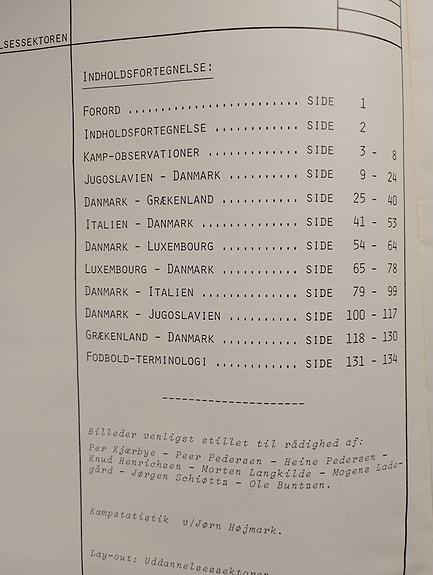 LSESSEKTOREN
INDHOLDSFORTEGNELSE:
FORORD ........................ SIDE 1
INDHOLDSFORTEGNELSE ............ SIDE 2
KAMP-OBSERVATIONER ............. SIDE 3 - 8
JUGOSLAVIEN - DANMARK .......... SIDE 9 - 24
DANMARK - GRÆKENLAND ........... SIDE 25 - 40
ITALIEN - DANMARK .............. SIDE 41 - 53
DANMARK - LUXEMBOURG ........... SIDE 54 - 64
LUXEMBOURG - DANMARK ........... SIDE 65 - 78
DANMARK - ITALIEN .............. SIDE 79 - 99
DANMARK - JUGOSLAVIEN .......... SIDE 100 - 117
GRÆKENLAND - DANMARK ........... SIDE 118 - 130
FODBOLD-TERMINOLOGI ............ SIDE 131 - 134
--------------------
Billeder venligst stillet til rådighed af:
Per Kjærbye - Peer Pedersen - Heine Pedersen -
Knud Henrichsen - Morten Langkilde - Mogens Lade-
gård - Jørgen Schiøtts - Ole Buntzen.
Kampstatistik v/Jørn Højmark.
Lay-out: Uddannelsessektoren